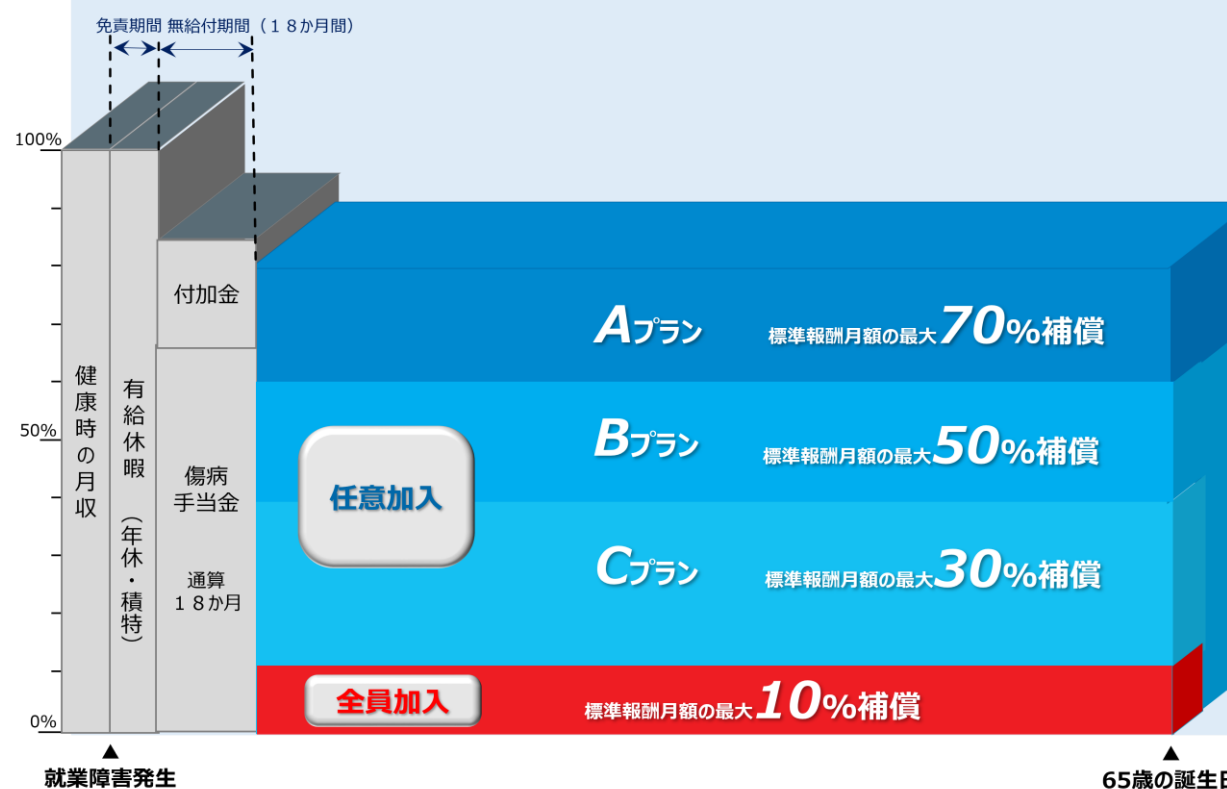 免責期間 無給付期間（１８か月間）
100%
50%
0%
健康時の月収
有給休暇（年休・積特）
付加金
傷病
手当金
通算
１８か月
Aプラン 標準報酬月額の最大70%補償
Bプラン 標準報酬月額の最大50%補償
任意加入
Cプラン 標準報酬月額の最大30%補償
全員加入 標準報酬月額の最大10%補償
▲ ▲
就業障害発生 65歳の誕生日